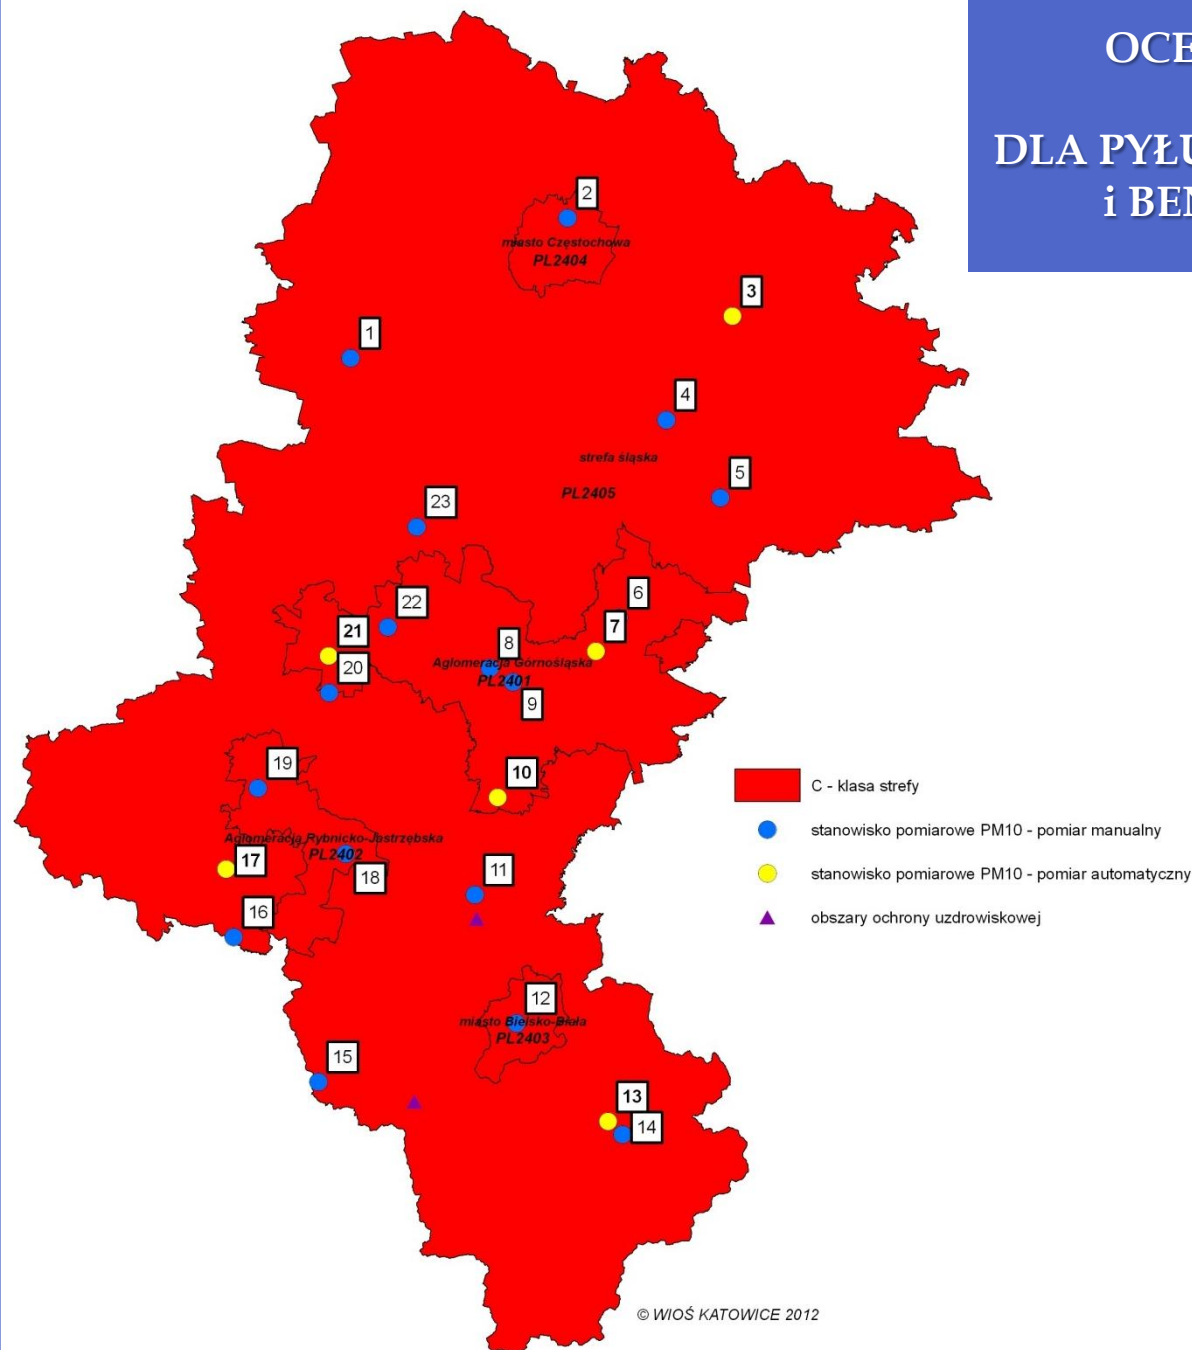 OCE
DLA PYŁU
i BEN
2
miasto Częstochowa
PL2404
3
1
4
strefa śląska
5
PL2405
23
6
22
7
21
8
20
Aglomeracja Górnośląska
PL2401
9
10
19
C - klasa strefy
stanowisko pomiarowe PM10 - pomiar manualny
Aglomeracja Rybnicko-Jastrzębska
PL2402
17
18
11
stanowisko pomiarowe PM10 - pomiar automatyczny
16
obszary ochrony uzdrowiskowej
12
miasto Bielsko-Biała
PL2403
15
13
14
© WIOŚ KATOWICE 2012